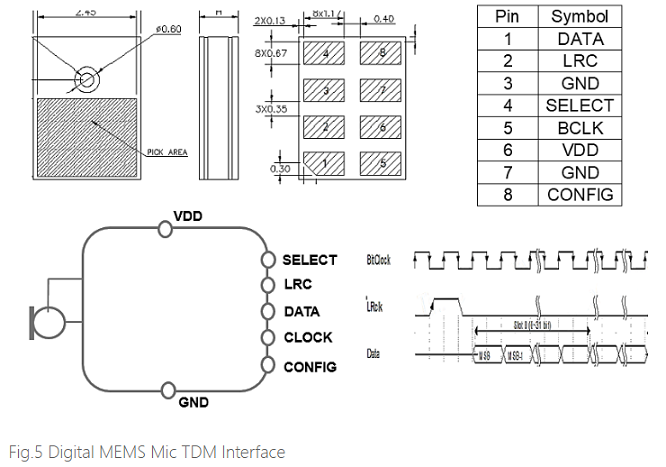 2.45
H
ø0.60
PICK AREA
2X0.13
8x1.17
0.40
8X0.67
3X0.35
0.30
4
8
3
7
2
6
1
5
Pin Symbol
1 DATA
2 LRC
3 GND
4 SELECT
5 BCLK
6 VDD
7 GND
8 CONFIG
VDD
SELECT
LRC
DATA
CLOCK
CONFIG
GND
BitClock
LRclk
Slot 0 (0~31 bit)
Data
MSB
MSB-1
Fig.5 Digital MEMS Mic TDM Interface